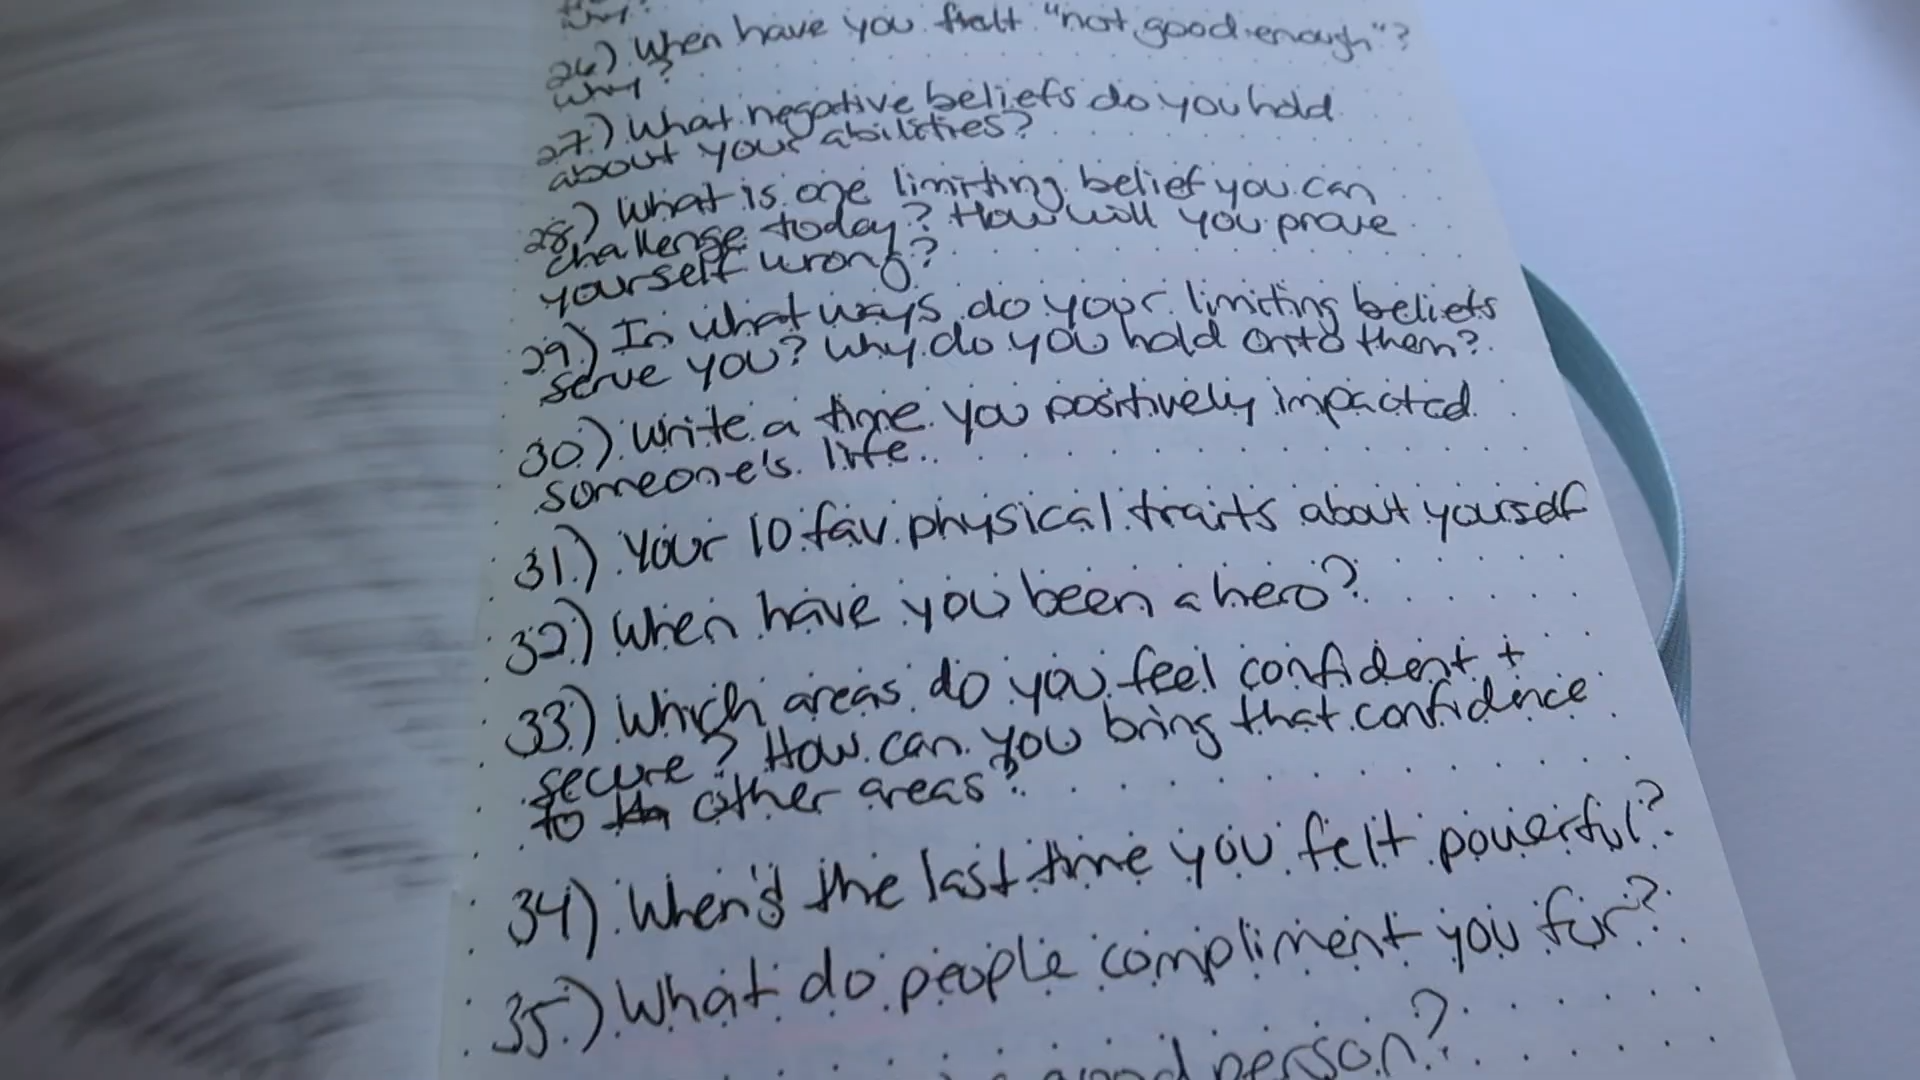 why?
26.) When have you felt "not good enough"?
why?
27.) What negative beliefs do you hold
about your abilities?
28.) What is one limiting belief you can
challenge today? How will you prove
yourself wrong?
29.) In what ways do your limiting beliefs
serve you? Why do you hold onto them?
30.) Write a time you positively impacted
someone's life.
31.) Your 10 fav physical traits about yourself
32.) When have you been a hero?
33.) Which areas do you feel confident +
secure? How can you bring that confidence
to other areas?
34.) When's the last time you felt powerful?
35.) What do people compliment you for?
good person?